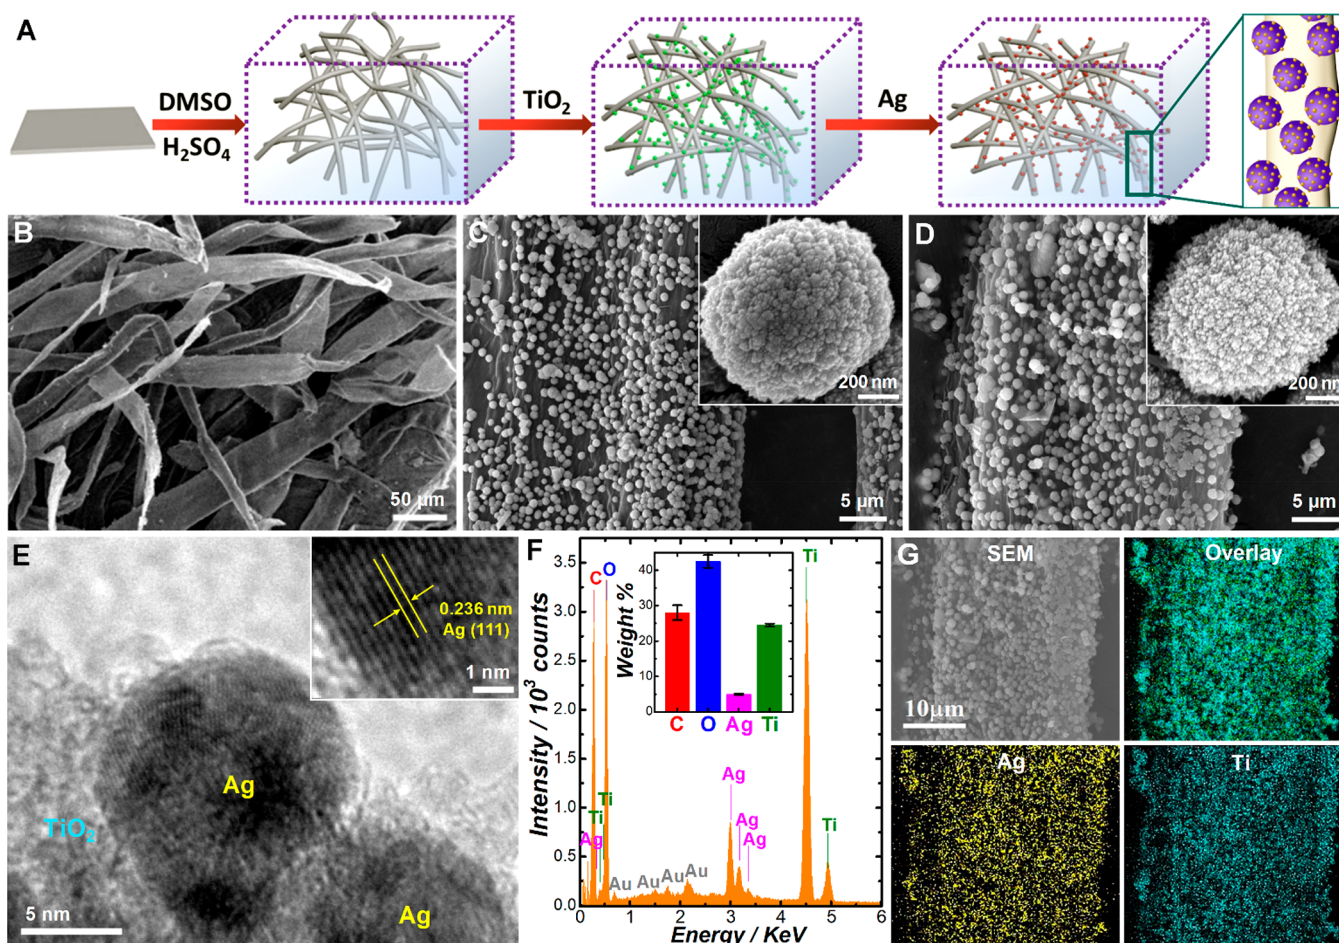 A
DMSO
H₂SO₄
TiO₂
Ag
B
50 μm
C
200 nm
5 μm
D
200 nm
5 μm
E
0.236 nm
Ag (111)
1 nm
Ag
TiO₂
Ag
5 nm
F
Intensity / 10³ counts
3.5
3.0
2.5
2.0
1.5
1.0
0.5
0.0
0 1 2 3 4 5 6
Energy / KeV
C O
Ti
Ti
Ag
Au Au Au Au
Ag
Ag
Ag
Ti
Ti
Weight %
40
30
20
10
0
C O Ag Ti
G
SEM
10μm
Overlay
Ag
Ti